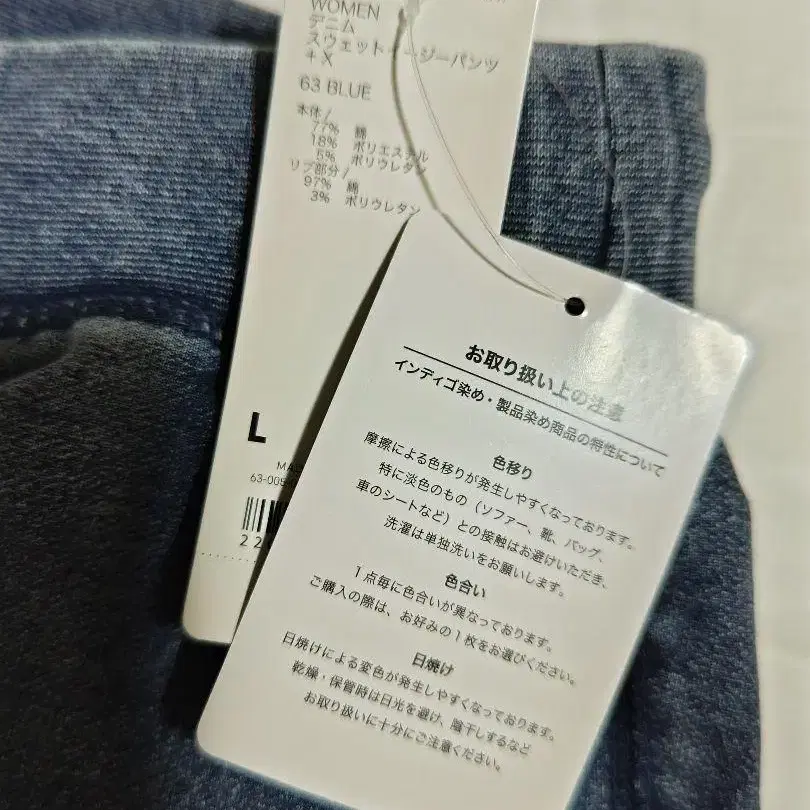 WOMEN
デニム
スウェットイージーパンツ
+X
63 BLUE
本体/
77% 綿
18% ポリエステル
5% ポリウレタン
リブ部分/
97% 綿
3% ポリウレタン
L
MA
63-005
22
お取り扱い上の注意
インディゴ染め・製品染め商品の特性について
色移り
摩擦による色移りが発生しやすくなっております。
特に淡色のもの（ソファー、靴、バッグ、
車のシートなど）との接触はお避けいただき、
洗濯は単独洗いをお願いします。
色合い
1点毎に色合いが異なっております。
ご購入の際は、お好みの1枚をお選びください。
日焼け
日焼けによる変色が発生しやすくなっております。
乾燥・保管時は日光を避け、陰干しするなど
お取り扱いに十分にご注意ください。